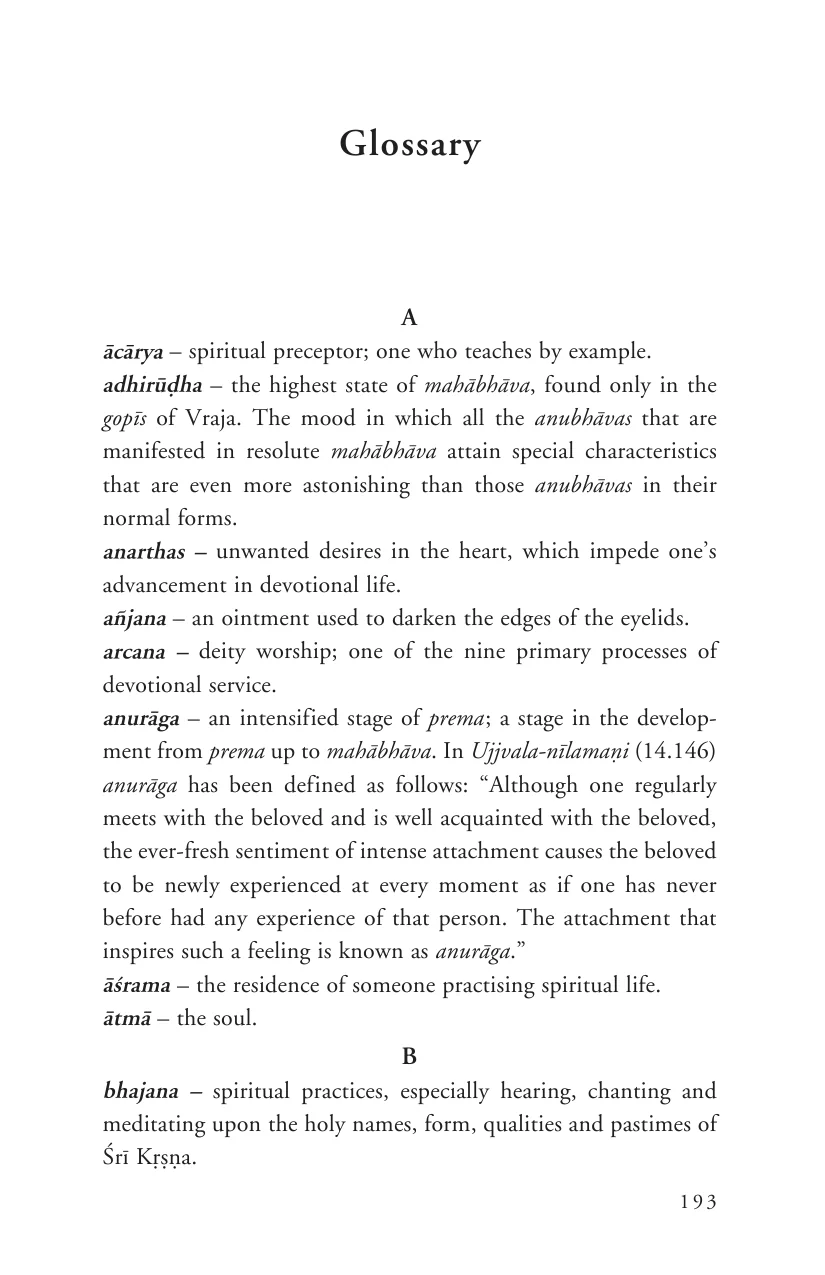 Glossary
A
ācārya – spiritual preceptor; one who teaches by example.
adhirūḍha – the highest state of mahābhāva, found only in the
gopīs of Vraja. The mood in which all the anubhāvas that are
manifested in resolute mahābhāva attain special characteristics
that are even more astonishing than those anubhāvas in their
normal forms.
anarthas – unwanted desires in the heart, which impede one’s
advancement in devotional life.
añjana – an ointment used to darken the edges of the eyelids.
arcana – deity worship; one of the nine primary processes of
devotional service.
anurāga – an intensified stage of prema; a stage in the develop-
ment from prema up to mahābhāva. In Ujjvala-nīlamaṇi (14.146)
anurāga has been defined as follows: “Although one regularly
meets with the beloved and is well acquainted with the beloved,
the ever-fresh sentiment of intense attachment causes the beloved
to be newly experienced at every moment as if one has never
before had any experience of that person. The attachment that
inspires such a feeling is known as anurāga.”
āśrama – the residence of someone practising spiritual life.
ātmā – the soul.
B
bhajana – spiritual practices, especially hearing, chanting and
meditating upon the holy names, form, qualities and pastimes of
Śrī Kṛṣṇa.
193